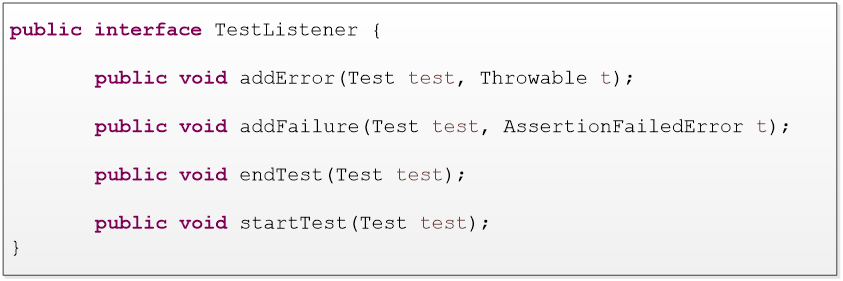 public interface TestListener {
public void addError(Test test, Throwable t);
public void addFailure(Test test, AssertionFailedError t);
public void endTest(Test test);
public void startTest(Test test);
}